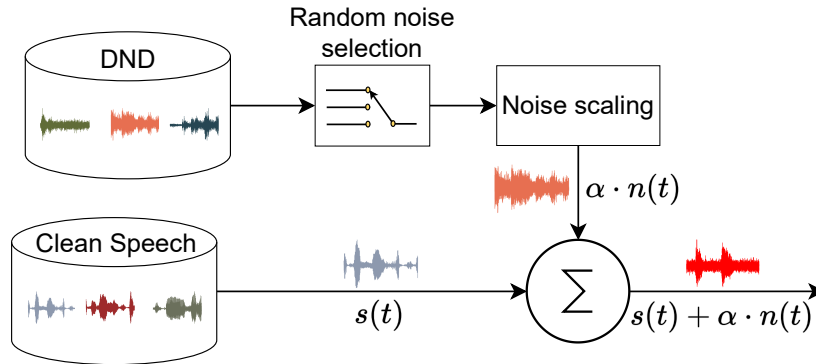 Random noise
selection
DND
Noise scaling
α · n(t)
Clean Speech
s(t)
∑
s(t) + α · n(t)